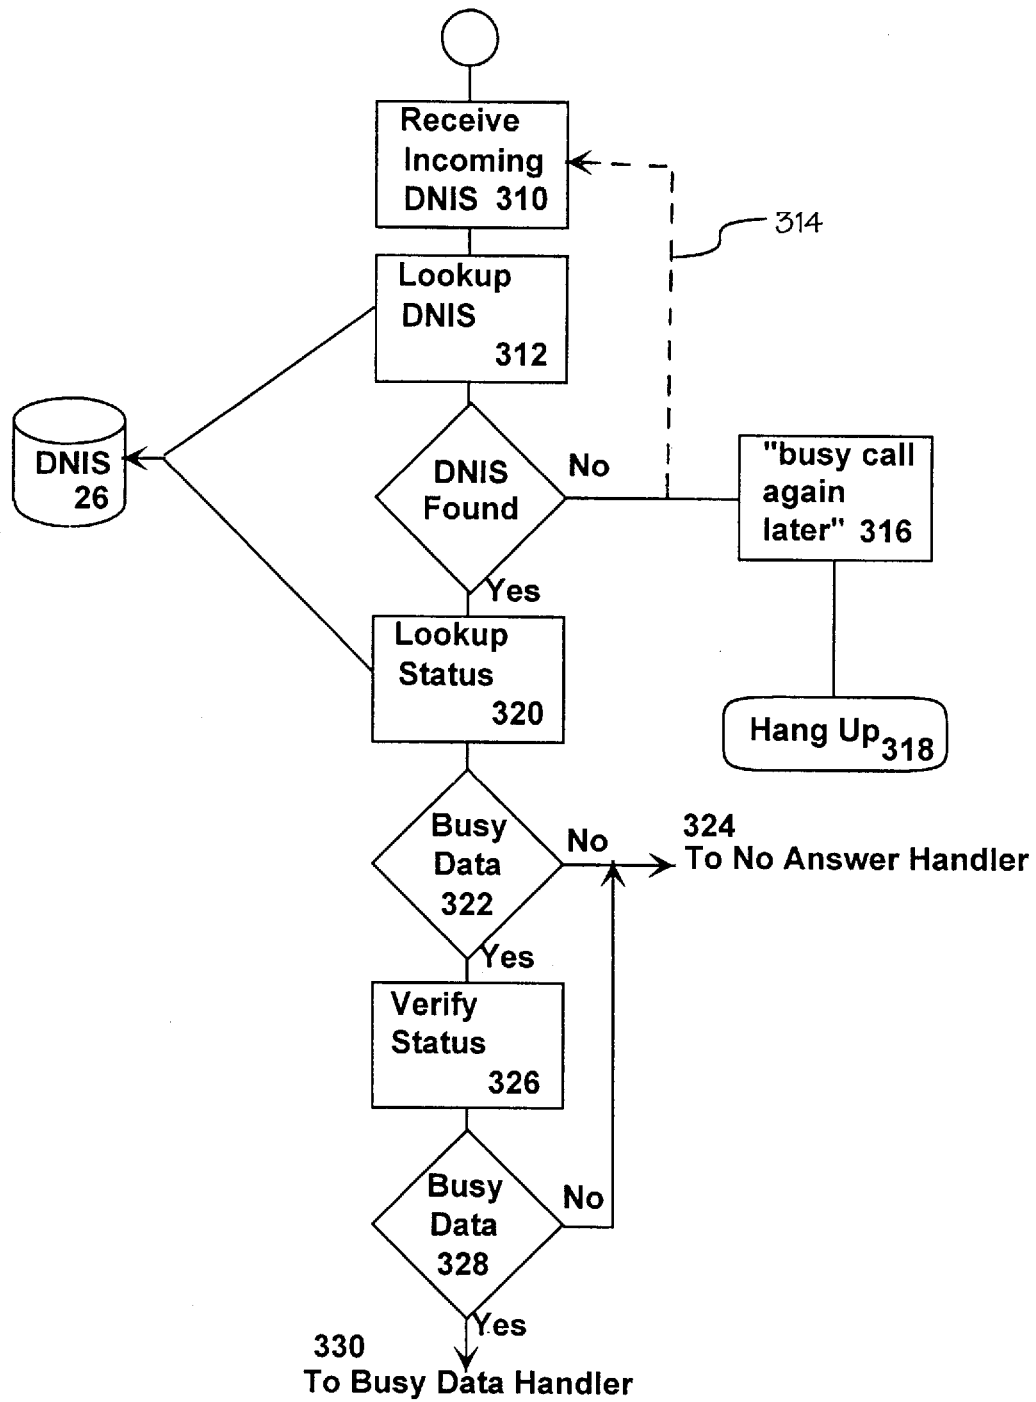 Receive
Incoming
DNIS 310
314
Lookup
DNIS
312
DNIS
26
DNIS
Found
No
"busy call
again
later" 316
Yes
Lookup
Status
320
Hang Up 318
Busy
Data
322
No
324
To No Answer Handler
Yes
Verify
Status
326
Busy
Data
328
No
Yes
330
To Busy Data Handler